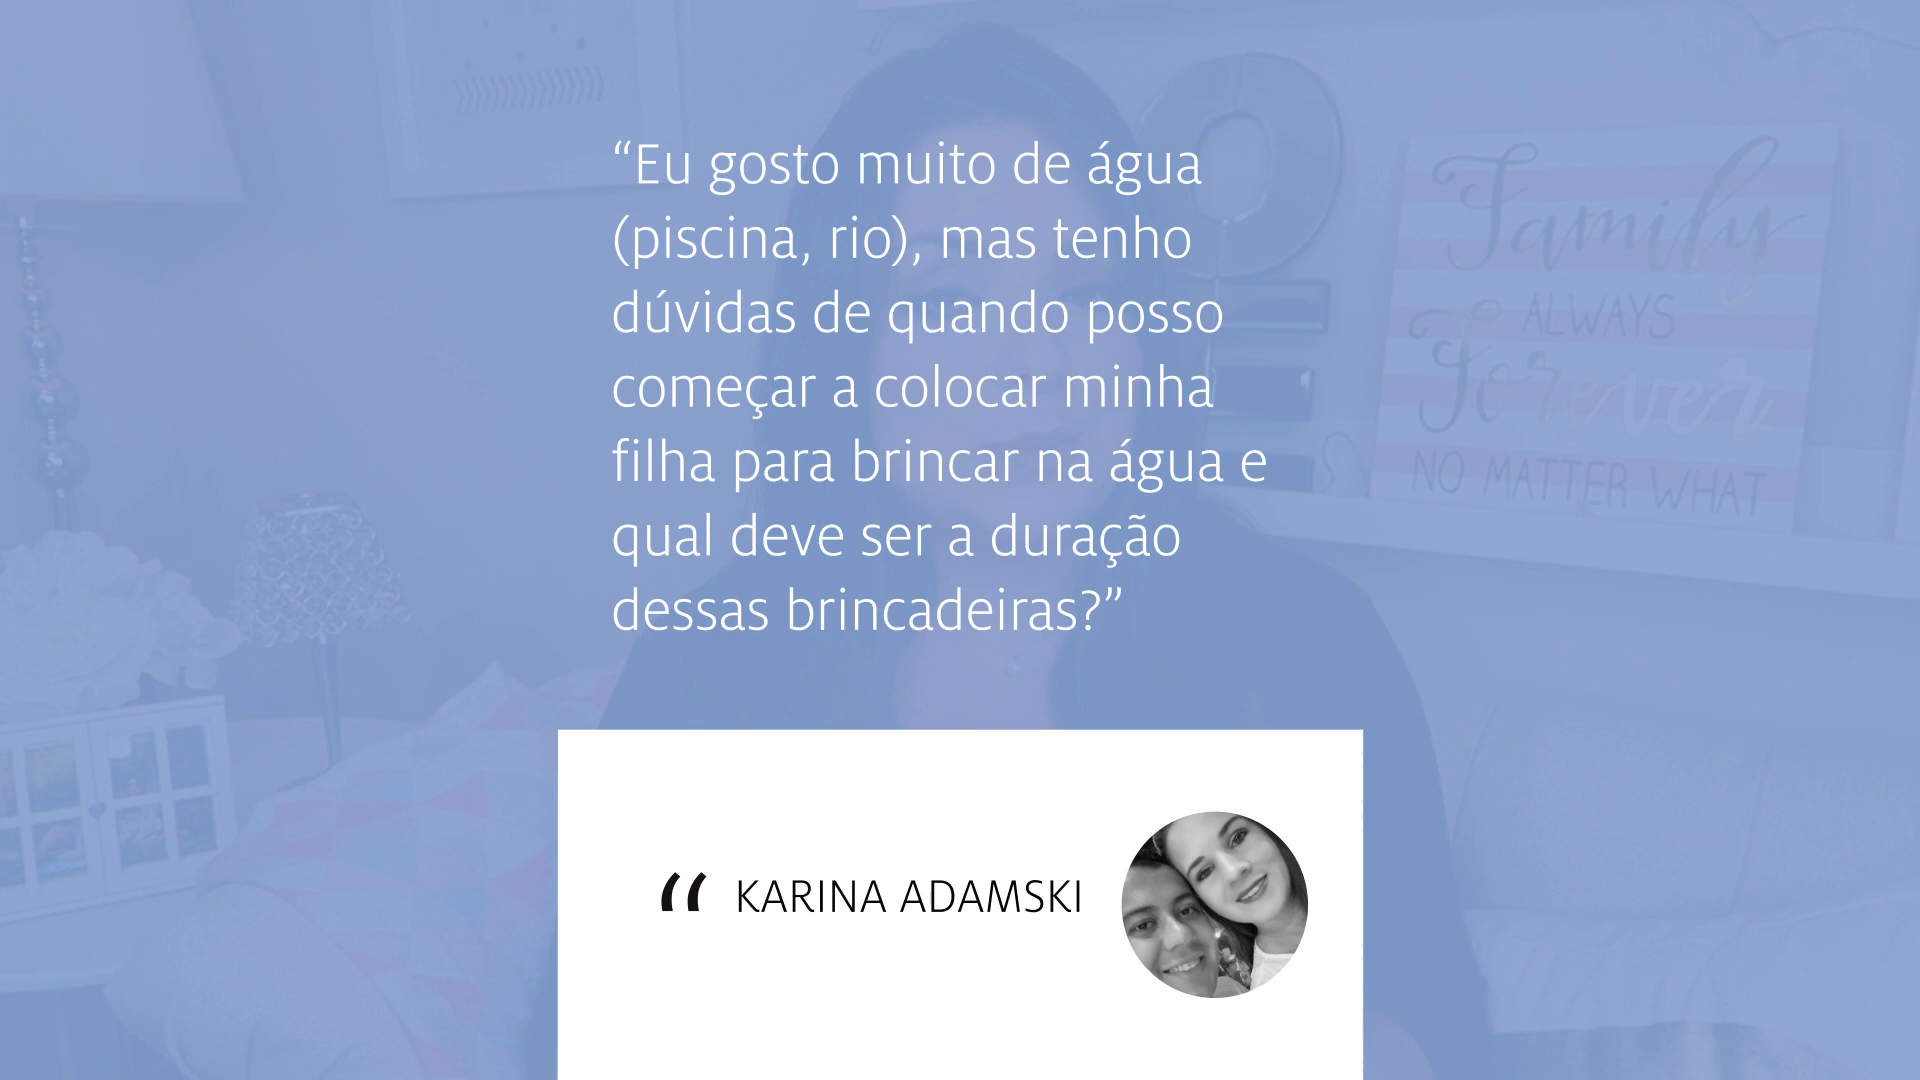 “Eu gosto muito de água
(piscina, rio), mas tenho
dúvidas de quando posso
começar a colocar minha
filha para brincar na água e
qual deve ser a duração
dessas brincadeiras?”
Family
ALWAYS
Forever
NO MATTER WHAT
“ KARINA ADAMSKI